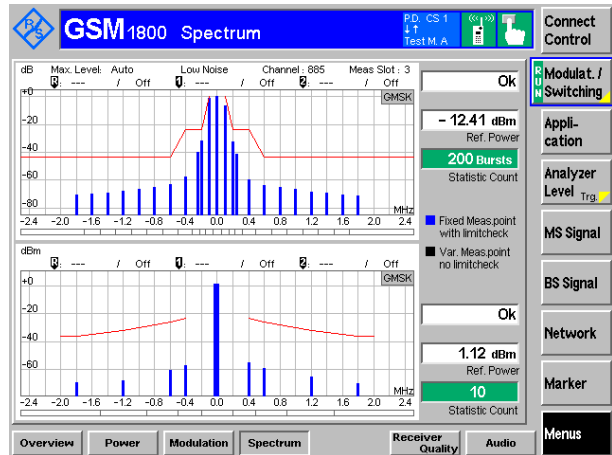 R&S
GSM1800 Spectrum
P.D. CS 1
Test M. A
Connect
Control
dB Max. Level: Auto Low Noise Channel : 885 Meas Slot : 3
--- / Off --- / Off --- / Off
GMSK
+0
-20
-40
-60
-80
MHz
-2.4 -2.0 -1.6 -1.2 -0.8 -0.4 0.0 0.4 0.8 1.2 1.6 2.0 2.4
Ok
- 12.41 dBm
Ref. Power
200 Bursts
Statistic Count
Fixed Meas.point
with limitcheck
Var. Meas.point
no limitcheck
dBm
--- / Off --- / Off --- / Off
GMSK
+0
-20
-40
-60
MHz
-2.4 -2.0 -1.6 -1.2 -0.8 -0.4 0.0 0.4 0.8 1.2 1.6 2.0 2.4
Ok
1.12 dBm
Ref. Power
10
Statistic Count
RUN
Modulat. /
Switching
Appli-
cation
Analyzer
Level Trg.
MS Signal
BS Signal
Network
Marker
Menus
Overview Power Modulation Spectrum Receiver Quality Audio